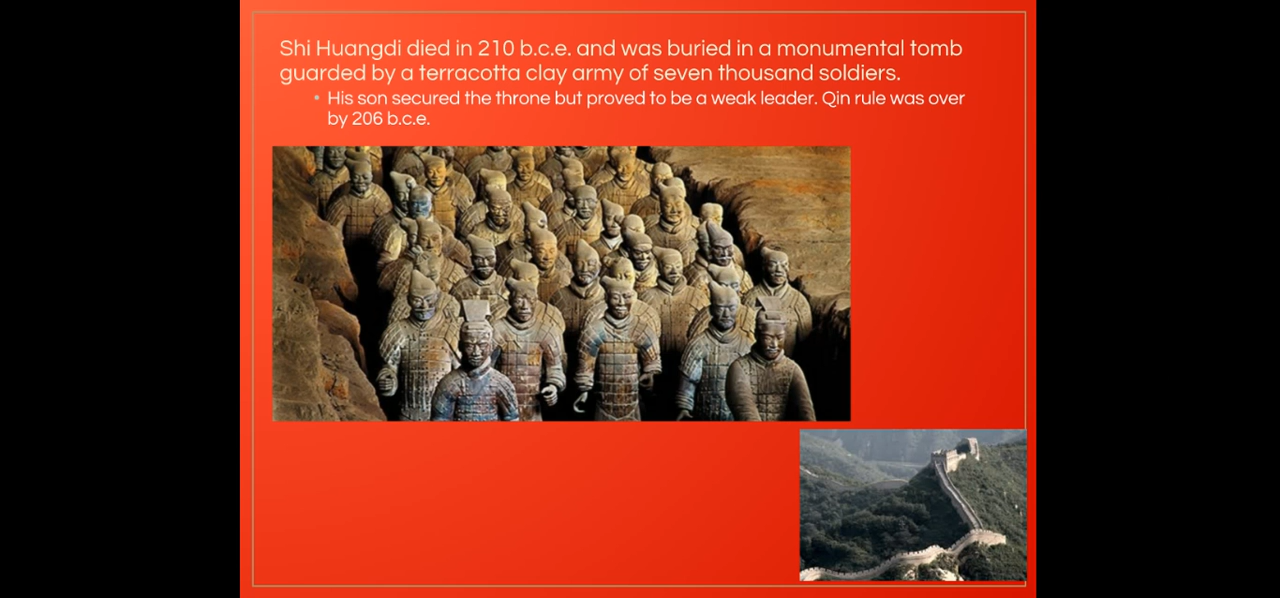 Shi Huangdi died in 210 b.c.e. and was buried in a monumental tomb
guarded by a terracotta clay army of seven thousand soldiers.
• His son secured the throne but proved to be a weak leader. Qin rule was over
by 206 b.c.e.